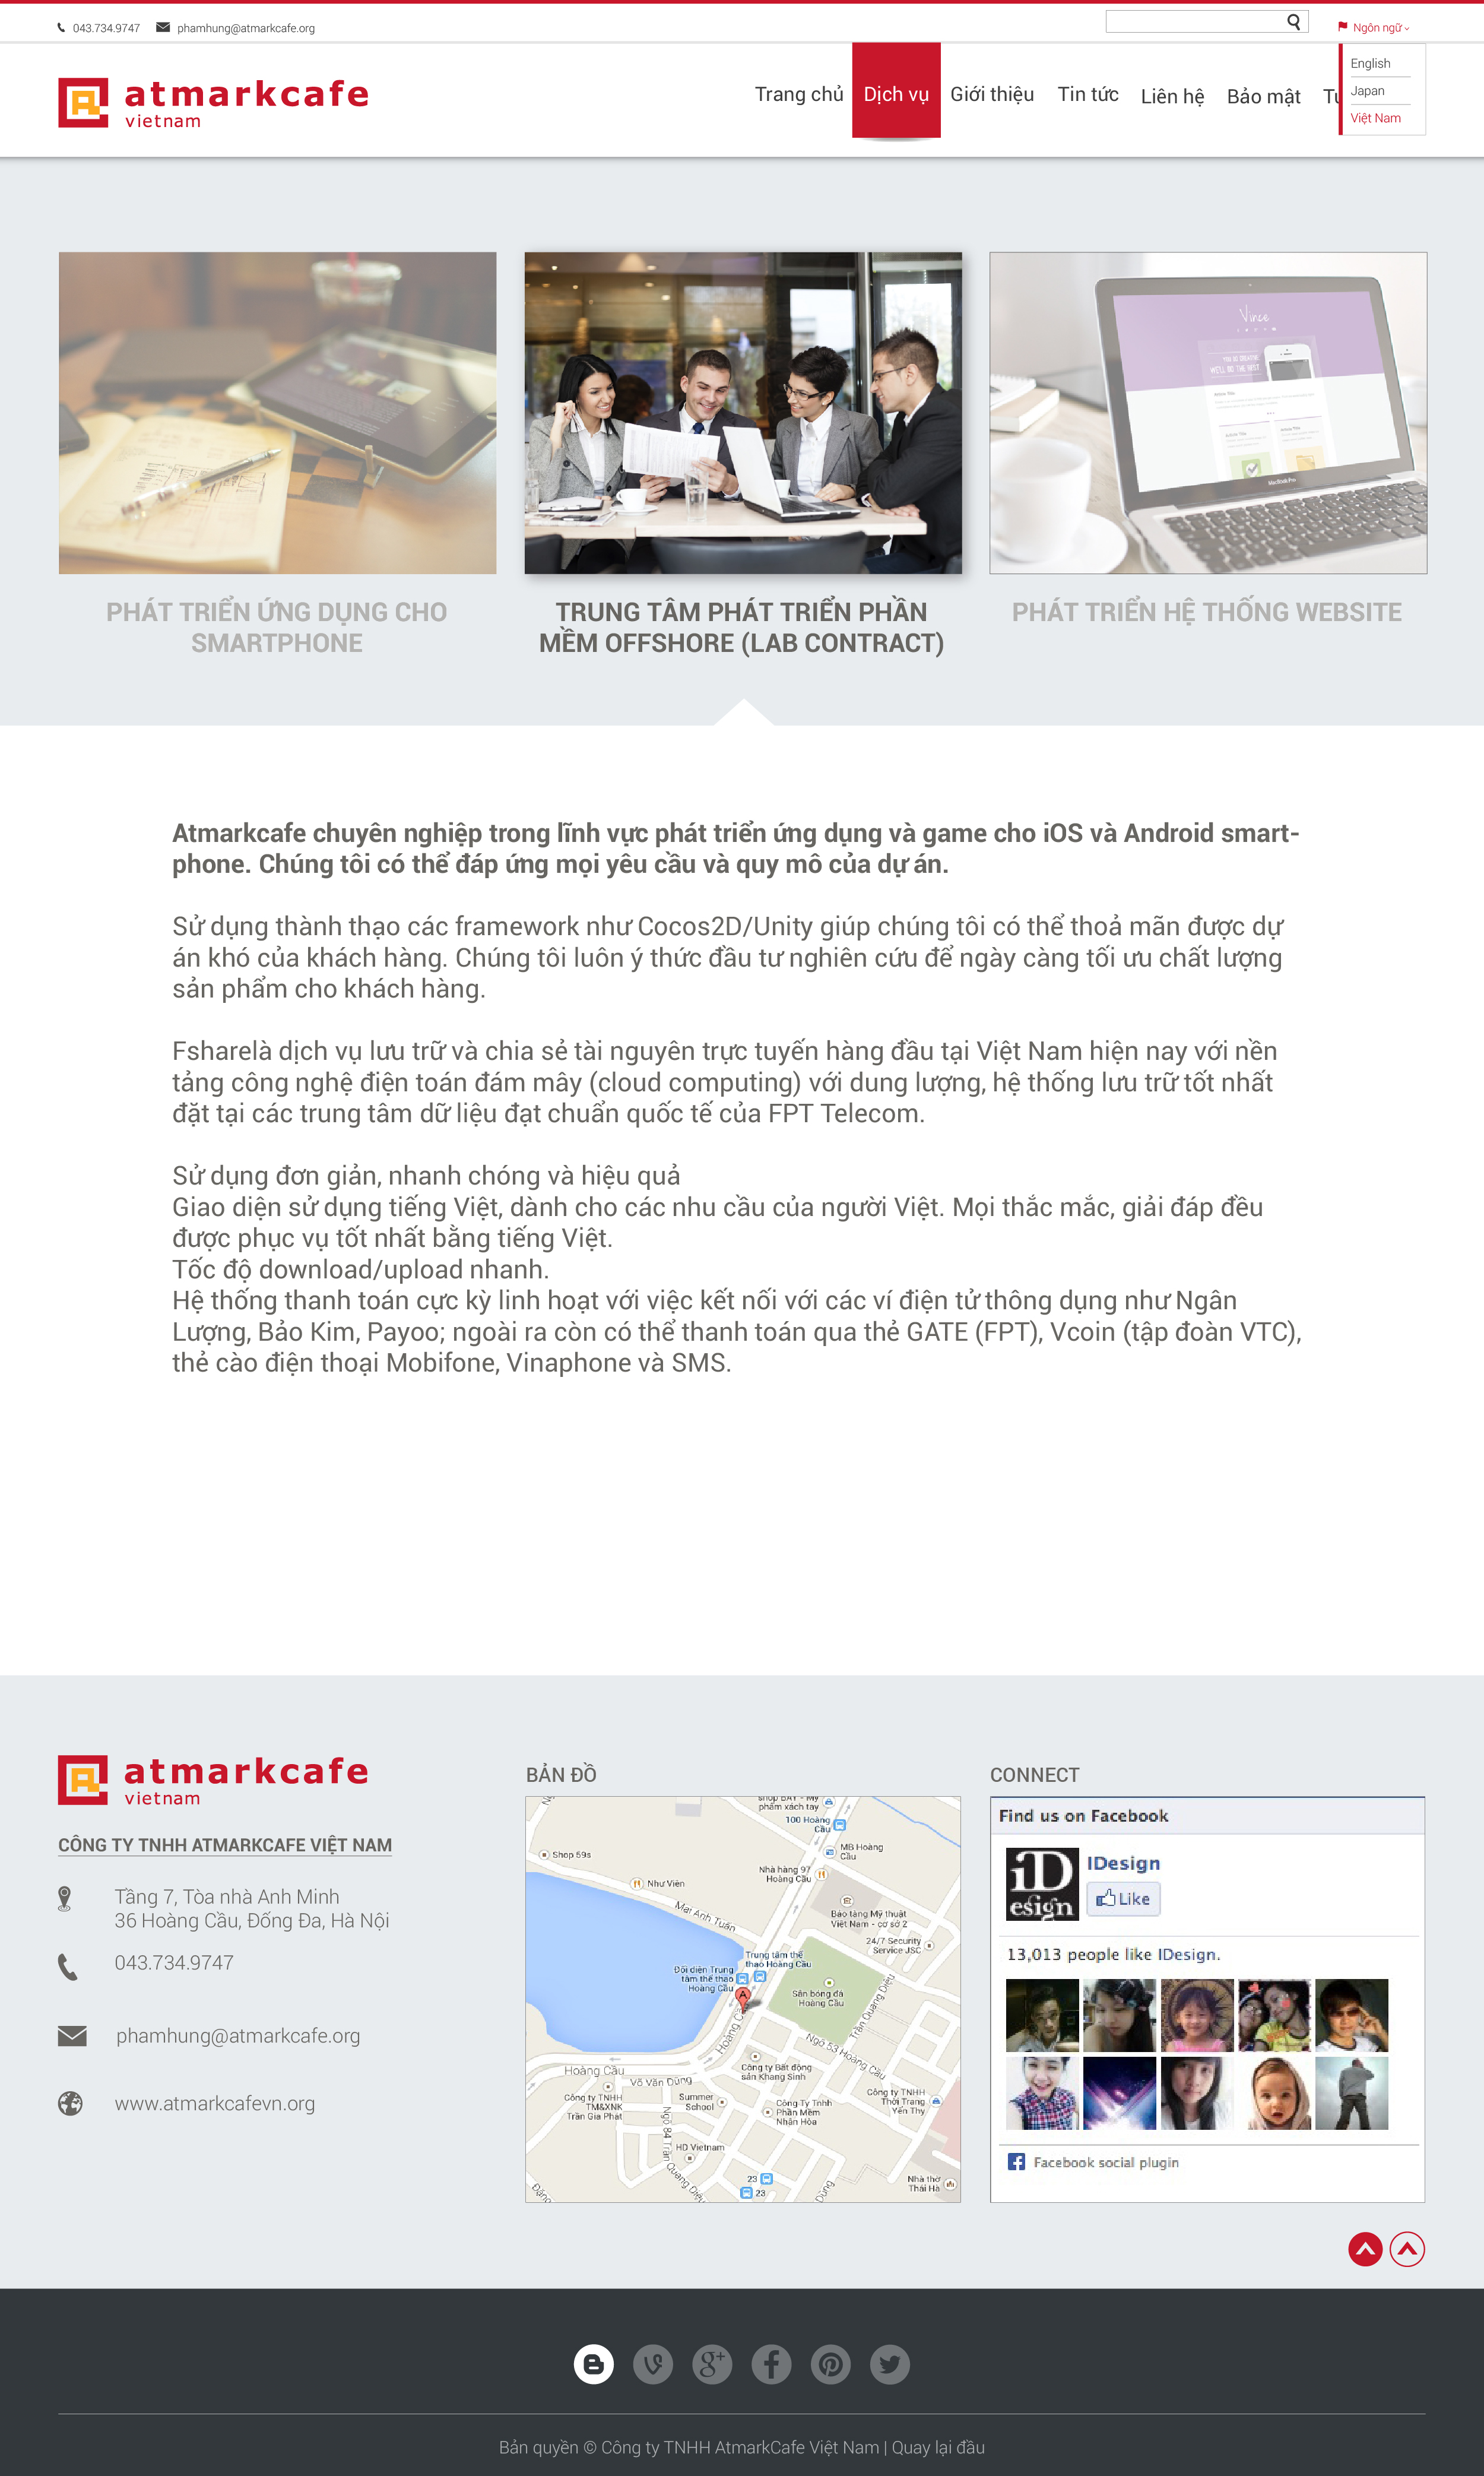 043.734.9747 phamhung@atmarkcafe.org
Ngôn ngữ
English
Japan
Việt Nam
atmarkcafe
vietnam
Trang chủ Dịch vụ Giới thiệu Tin tức Liên hệ Bảo mật
Vince
PHÁT TRIỂN ỨNG DỤNG CHO
SMARTPHONE
TRUNG TÂM PHÁT TRIỂN PHẦN
MỀM OFFSHORE (LAB CONTRACT)
PHÁT TRIỂN HỆ THỐNG WEBSITE
Atmarkcafe chuyên nghiệp trong lĩnh vực phát triển ứng dụng và game cho iOS và Android smart-
phone. Chúng tôi có thể đáp ứng mọi yêu cầu và quy mô của dự án.
Sử dụng thành thạo các framework như Cocos2D/Unity giúp chúng tôi có thể thoả mãn được dự
án khó của khách hàng. Chúng tôi luôn ý thức đầu tư nghiên cứu để ngày càng tối ưu chất lượng
sản phẩm cho khách hàng.
Fsharelà dịch vụ lưu trữ và chia sẻ tài nguyên trực tuyến hàng đầu tại Việt Nam hiện nay với nền
tảng công nghệ điện toán đám mây (cloud computing) với dung lượng, hệ thống lưu trữ tốt nhất
đặt tại các trung tâm dữ liệu đạt chuẩn quốc tế của FPT Telecom.
Sử dụng đơn giản, nhanh chóng và hiệu quả
Giao diện sử dụng tiếng Việt, dành cho các nhu cầu của người Việt. Mọi thắc mắc, giải đáp đều
được phục vụ tốt nhất bằng tiếng Việt.
Tốc độ download/upload nhanh.
Hệ thống thanh toán cực kỳ linh hoạt với việc kết nối với các ví điện tử thông dụng như Ngân
Lượng, Bảo Kim, Payoo; ngoài ra còn có thể thanh toán qua thẻ GATE (FPT), Vcoin (tập đoàn VTC),
thẻ cào điện thoại Mobifone, Vinaphone và SMS.
atmarkcafe
vietnam
CÔNG TY TNHH ATMARKCAFE VIỆT NAM
Tầng 7, Tòa nhà Anh Minh
36 Hoàng Cầu, Đống Đa, Hà Nội
043.734.9747
phamhung@atmarkcafe.org
www.atmarkcafevn.org
BẢN ĐỒ
phẩm xách tay
100 Hoàng
Cầu
MB Hoàng
Cầu
Shop 59s
Nhà hàng 97
Hoàng Cầu
Như Viên
Mai Anh Tuấn
Bảo tàng Mỹ thuật
Việt Nam - cơ sở 2
24/7 Security
Service JSC
Trung tâm thể
thao Hoàng Cầu
Đối diện Trung
tâm thể thao
Hoàng Cầu
A
Sân bóng đá
Hoàng Cầu
Trần Quang Diệu
Ngõ 53 Hoàng Cầu
Hoàng Cầu
Công ty Bất động
sản Khang Sinh
Võ Văn Dũng
Công ty TNHH
TM&XNK
Trần Gia Phát
Summer
School
Công Ty Tnhh
Phần Mềm
Nhân Hòa
Công ty TNHH
Thời Trang
Yến Thy
Ngõ 84 Trần Quang Diệu
HD Vietnam
23
23
Nhà thờ
Thái Hà
CONNECT
Find us on Facebook
iD
esign
IDesign
Like
13,013 people like IDesign.
Facebook social plugin
Bản quyền © Công ty TNHH AtmarkCafe Việt Nam | Quay lại đầu